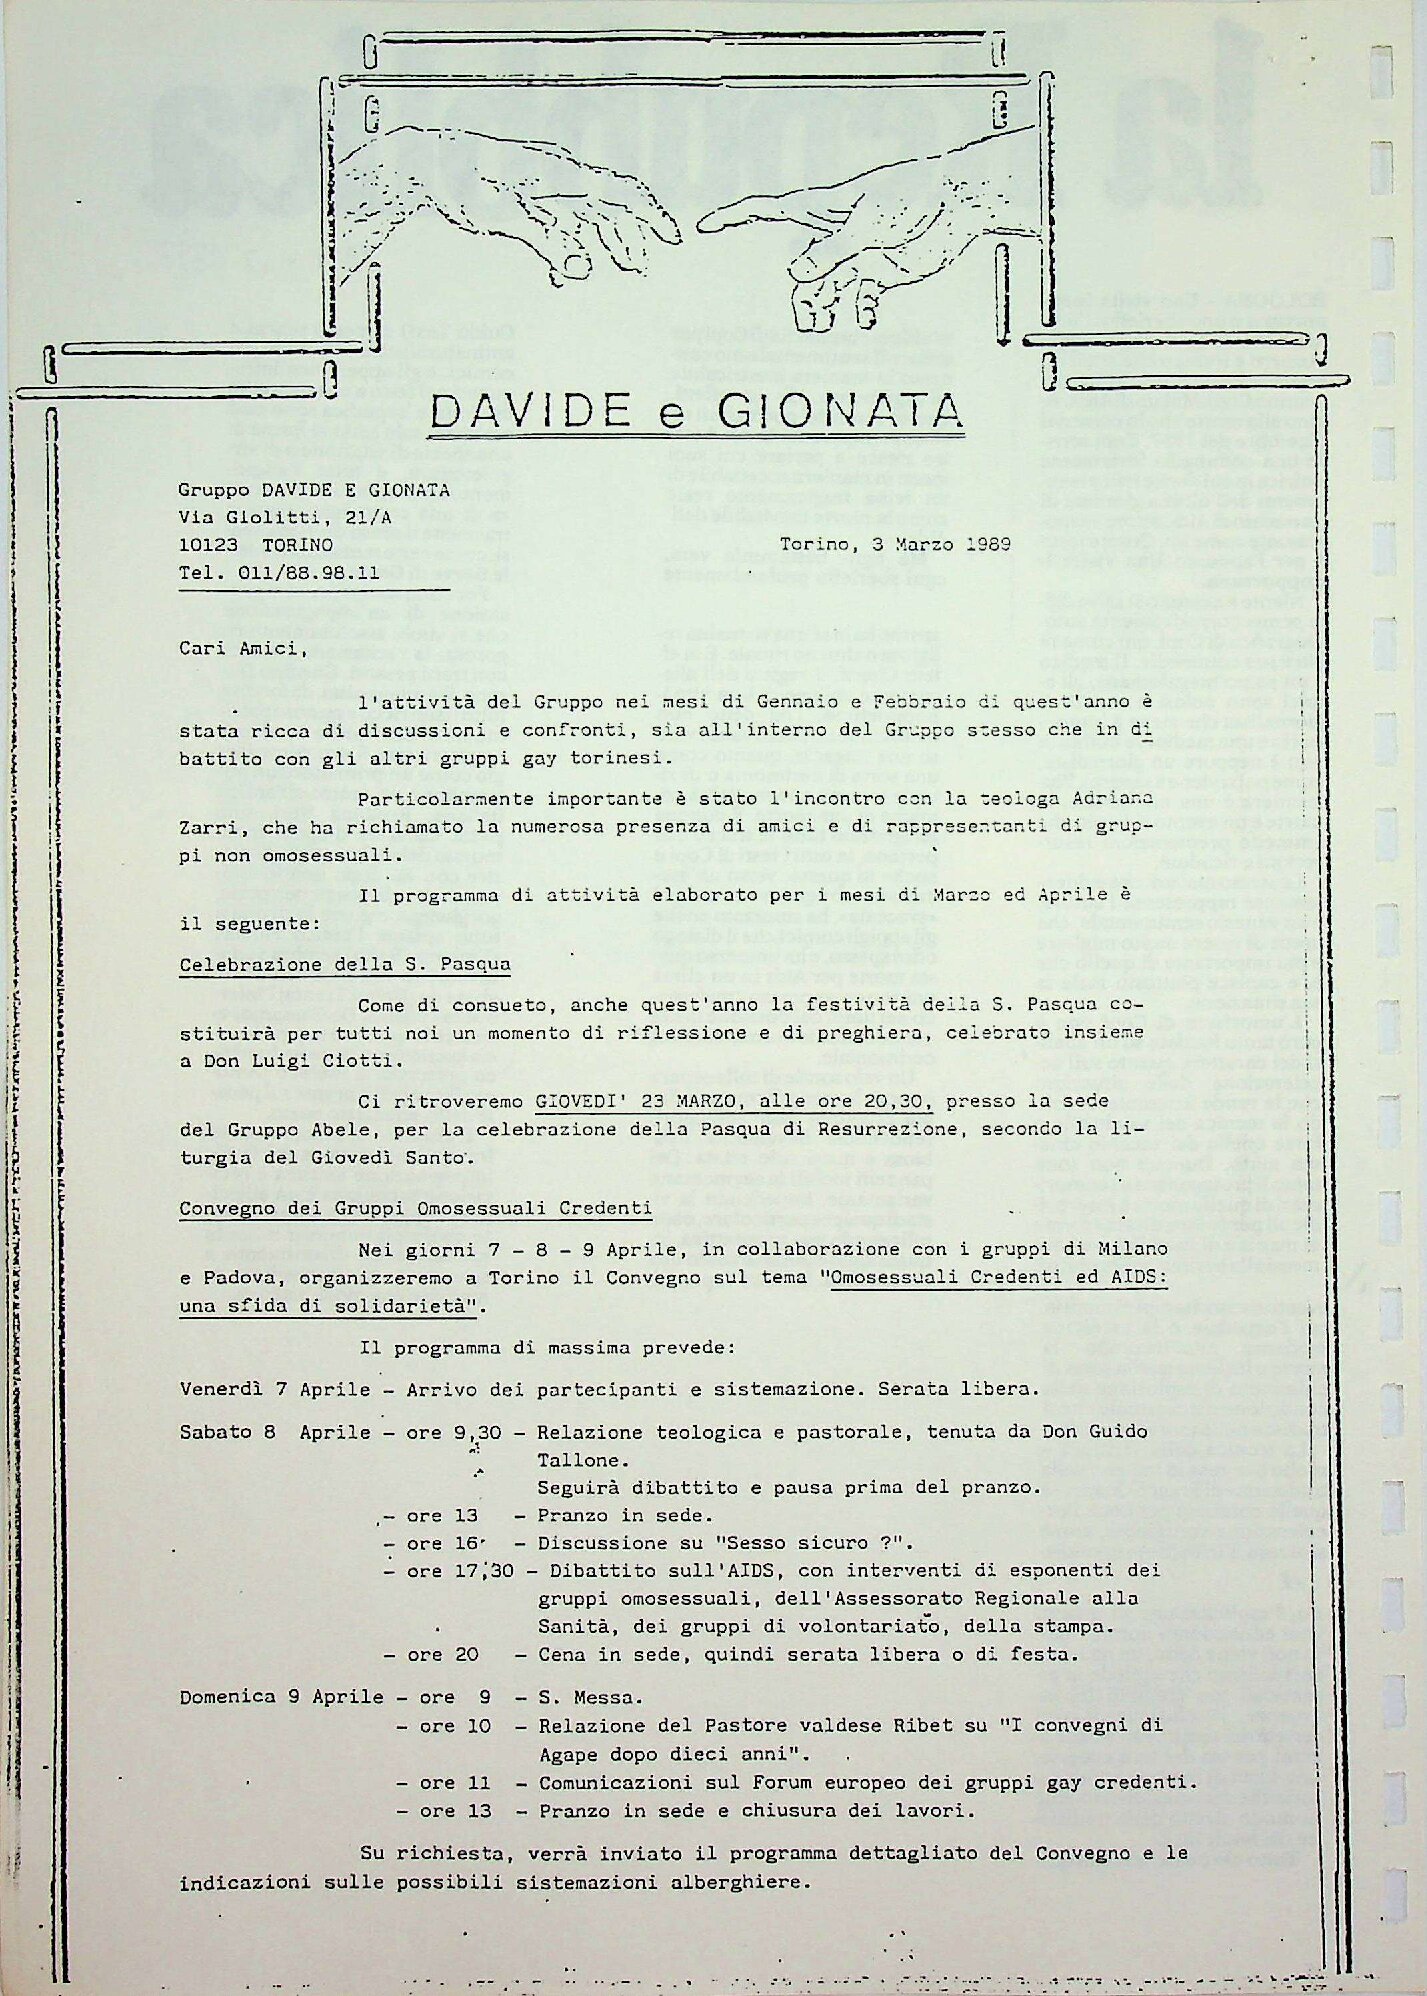 DAVIDE e GIONATA
Gruppo DAVIDE E GIONATA
Via Giolitti, 21/A
10123 TORINO
Torino, 3 Marzo 1989
Tel. 011/88.98.11
Cari Amici,
l'attività del Gruppo nei mesi di Gennaio e Febbraio di quest'anno è
stata ricca di discussioni e confronti, sia all'interno del Gruppo stesso che in di
battito con gli altri gruppi gay torinesi.
Particolarmente importante è stato l'incontro con la teologa Adriana
Zarri, che ha richiamato la numerosa presenza di amici e di rappresentanti di grup-
pi non omosessuali.
Il programma di attività elaborato per i mesi di Marzo ed Aprile è
il seguente:
Celebrazione della S. Pasqua
Come di consueto, anche quest'anno la festività della S. Pasqua co-
stituirà per tutti noi un momento di riflessione e di preghiera, celebrato insieme
a Don Luigi Ciotti.
Ci ritroveremo GIOVEDI' 23 MARZO, alle ore 20,30, presso la sede
del Gruppo Abele, per la celebrazione della Pasqua di Resurrezione, secondo la li-
turgia del Giovedì Santo.
Convegno dei Gruppi Omosessuali Credenti
Nei giorni 7 - 8 - 9 Aprile, in collaborazione con i gruppi di Milano
e Padova, organizzeremo a Torino il Convegno sul tema "Omosessuali Credenti ed AIDS:
una sfida di solidarietà".
Il programma di massima prevede:
Venerdì 7 Aprile - Arrivo dei partecipanti e sistemazione. Serata libera.
Sabato 8 Aprile - ore 9,30 - Relazione teologica e pastorale, tenuta da Don Guido
Tallone.
Seguirà dibattito e pausa prima del pranzo.
- ore 13 - Pranzo in sede.
- ore 16 - Discussione su "Sesso sicuro ?".
- ore 17,30 - Dibattito sull'AIDS, con interventi di esponenti dei
gruppi omosessuali, dell'Assessorato Regionale alla
Sanità, dei gruppi di volontariato, della stampa.
- ore 20 - Cena in sede, quindi serata libera o di festa.
Domenica 9 Aprile - ore 9 - S. Messa.
- ore 10 - Relazione del Pastore valdese Ribet su "I convegni di
Agape dopo dieci anni".
- ore 11 - Comunicazioni sul Forum europeo dei gruppi gay credenti.
- ore 13 - Pranzo in sede e chiusura dei lavori.
Su richiesta, verrà inviato il programma dettagliato del Convegno e le
indicazioni sulle possibili sistemazioni alberghiere.